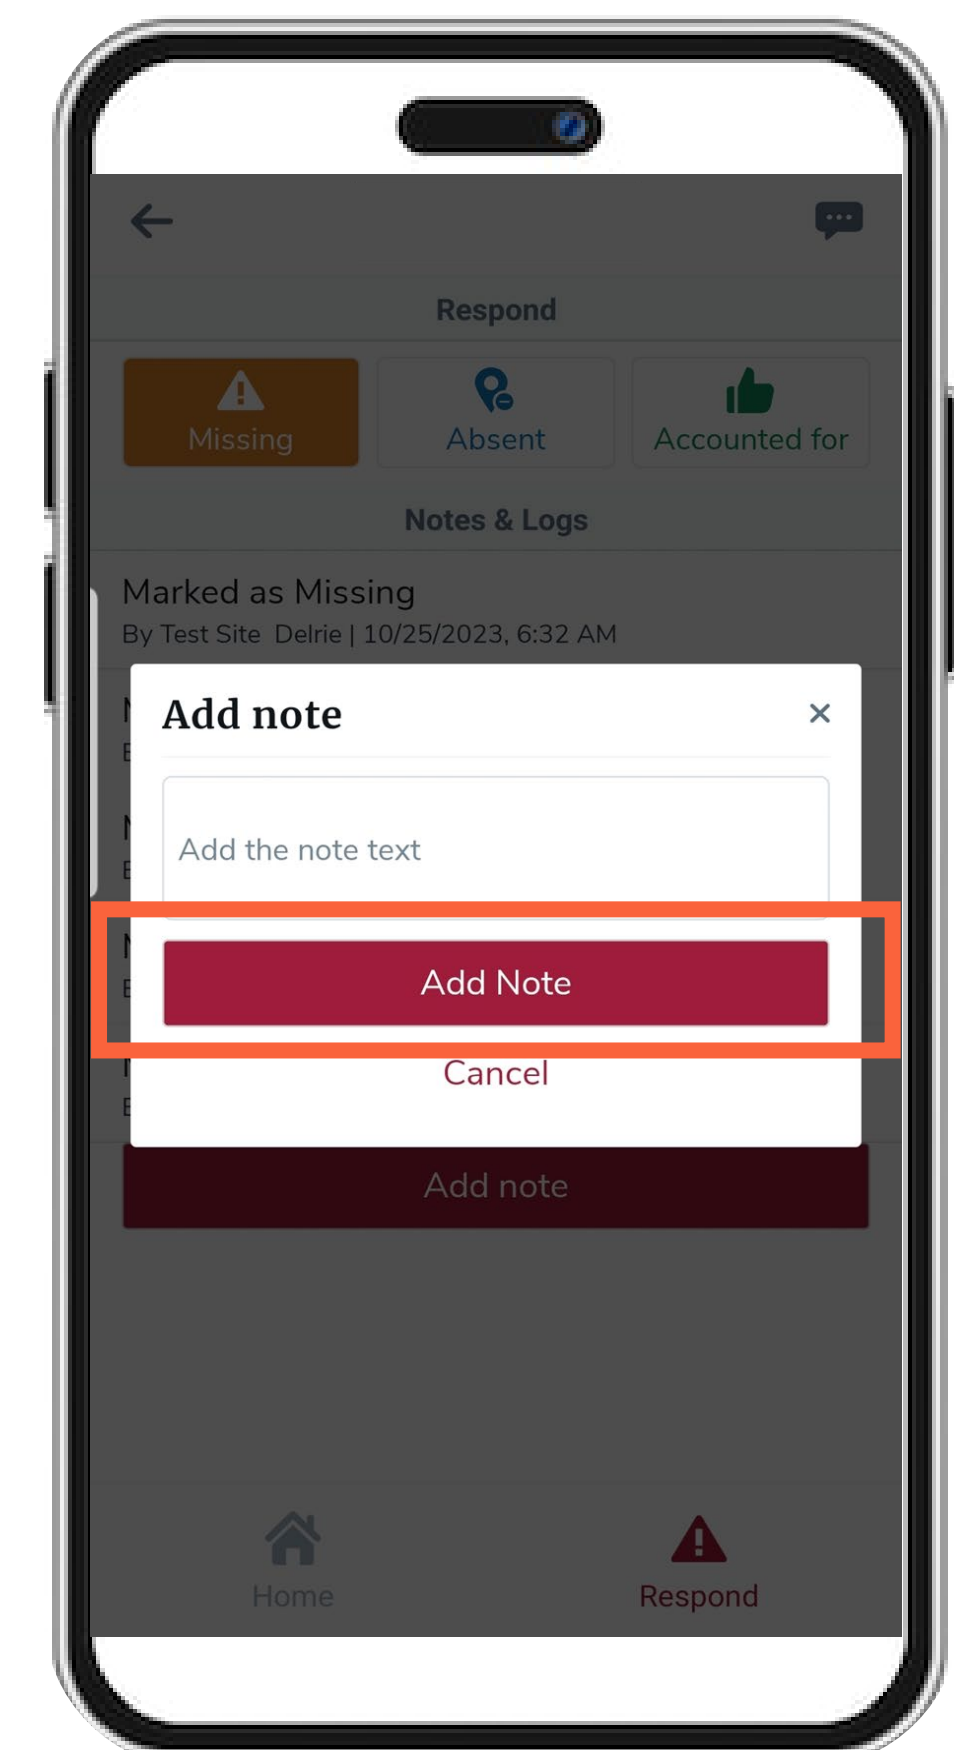 Respond
Missing
Absent
Accounted for
Notes & Logs
Marked as Missing
By Test Site Delrie | 10/25/2023, 6:32 AM
Add note
Add the note text
Add Note
Cancel
Add note
Home
Respond